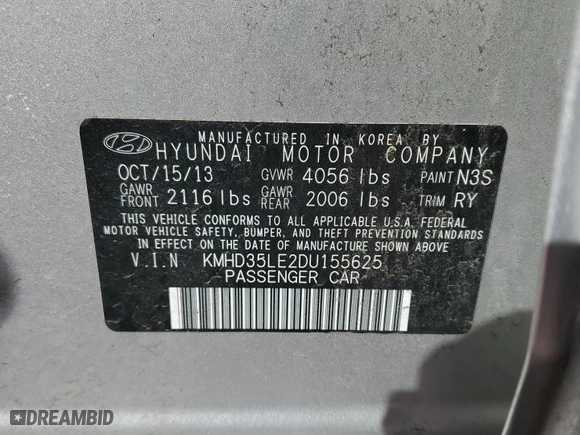 MANUFACTURED IN KOREA BY
HYUNDAI MOTOR COMPANY
OCT/15/13 GVWR 4056 lbs PAINT N3S
GAWR FRONT 2116 lbs GAWR REAR 2006 lbs TRIM RY
THIS VEHICLE CONFORMS TO ALL APPLICABLE U.S.A. FEDERAL
MOTOR VEHICLE SAFETY, BUMPER, AND THEFT PREVENTION STANDARDS
IN EFFECT ON THE DATE OF MANUFACTURE SHOWN ABOVE
V.I.N KMHD35LE2DU155625
PASSENGER CAR
DREAMBID